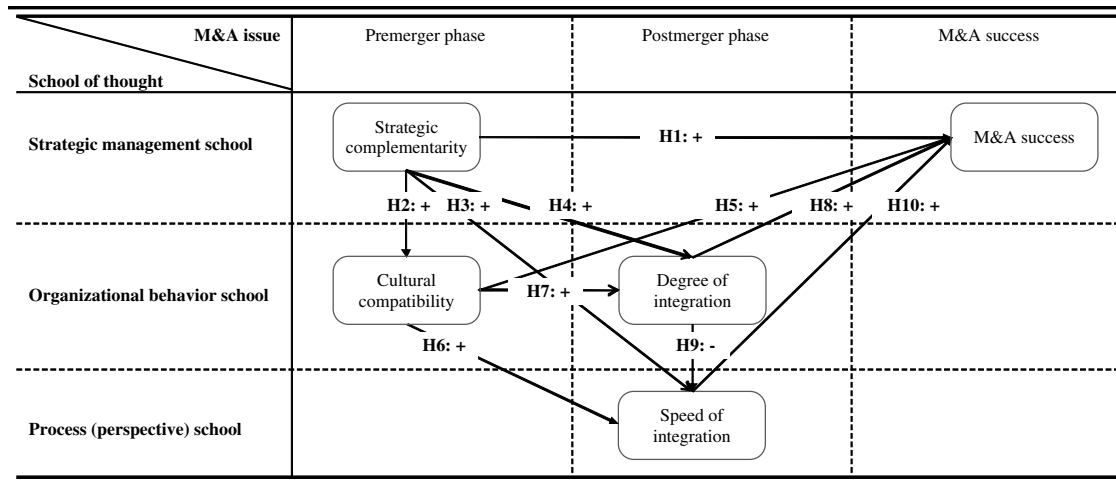 M&A issue
Premerger phase
Postmerger phase
M&A success
School of thought
Strategic management school
Strategic
complementarity
H1: +
M&A success
H2: +
H3: +
H4: +
H5: +
H8: +
H10: +
Organizational behavior school
Cultural
compatibility
H7: +
Degree of
integration
H6: +
H9: -
Process (perspective) school
Speed of
integration